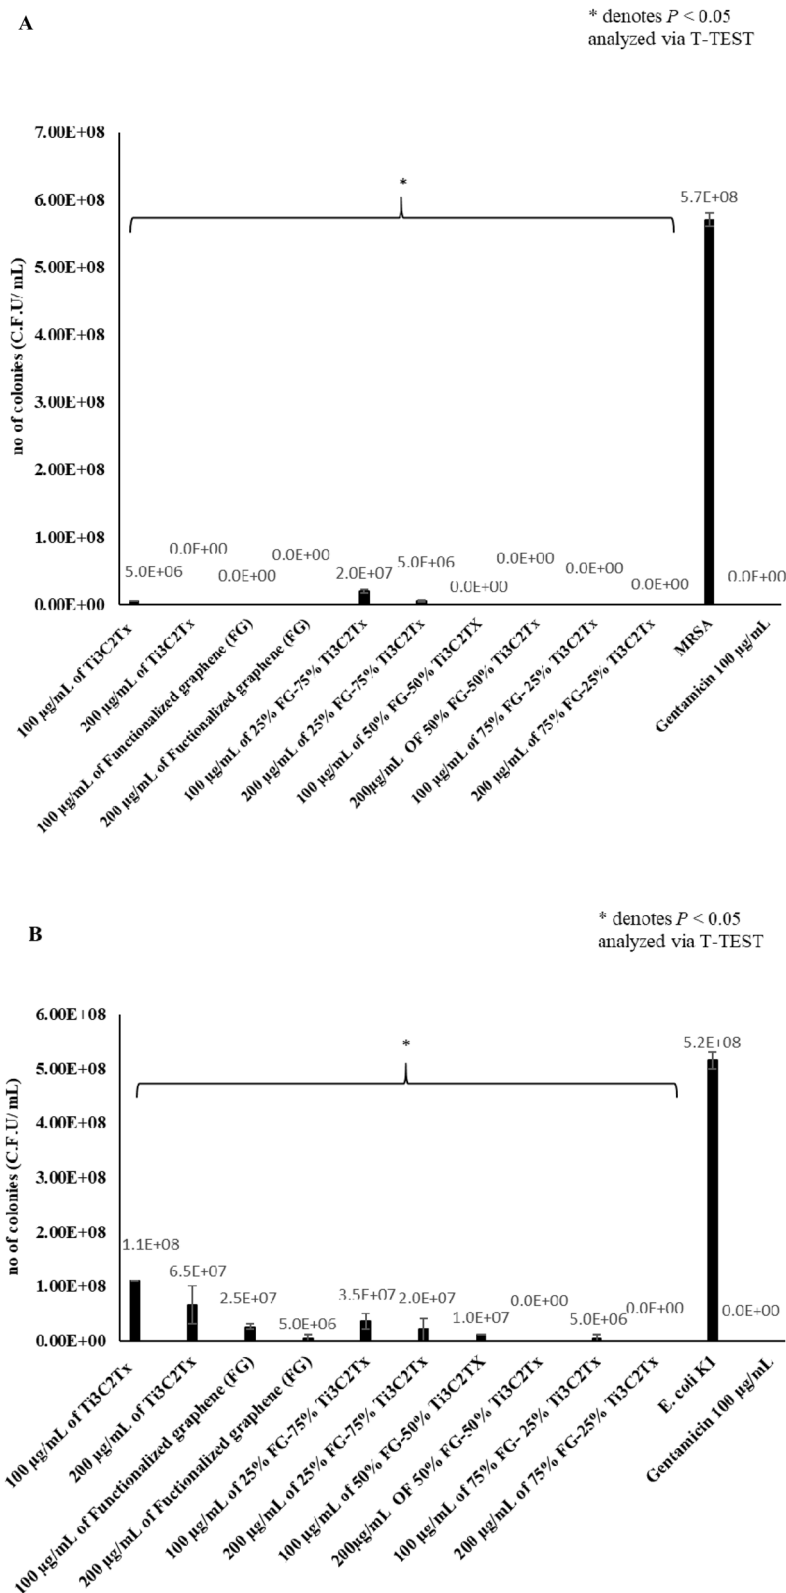 A
* denotes P < 0.05
analyzed via T-TEST
7.00E+08
6.00E+08
5.00E+08
4.00E+08
3.00E+08
2.00E+08
1.00E+08
0.00E+00
no of colonies (C.F.U/ mL)
*
5.0E+06
0.0E+00
0.0E+00
0.0E+00
2.0E+07
5.0E+06
0.0E+00
0.0E+00
0.0E+00
0.0E+00
5.7E+08
0.0E+00
100 µg/mL of Ti3C2Tx
200 µg/mL of Ti3C2Tx
100 µg/mL of Functionalized graphene (FG)
200 µg/mL of Fuctionalized graphene (FG)
100 µg/mL of 25% FG-75% Ti3C2Tx
200 µg/mL of 25% FG-75% Ti3C2Tx
100 µg/mL of 50% FG-50% Ti3C2TX
200µg/mL OF 50% FG-50% Ti3C2Tx
100 µg/mL of 75% FG- 25% Ti3C2Tx
200 µg/mL of 75% FG-25% Ti3C2Tx
MRSA
Gentamicin 100 µg/mL
B
* denotes P < 0.05
analyzed via T-TEST
6.00E+08
5.00E+08
4.00E+08
3.00E+08
2.00E+08
1.00E+08
0.00E+00
no of colonies (C.F.U/ mL)
*
1.1E+08
6.5E+07
2.5E+07
5.0E+06
3.5E+07
2.0E+07
1.0E+07
0.0E+00
5.0E+06
0.0E+00
5.2E+08
0.0E+00
100 µg/mL of Ti3C2Tx
200 µg/mL of Ti3C2Tx
100 µg/mL of Functionalized graphene (FG)
200 µg/mL of Fuctionalized graphene (FG)
100 µg/mL of 25% FG-75% Ti3C2Tx
200 µg/mL of 25% FG-75% Ti3C2Tx
100 µg/mL of 50% FG-50% Ti3C2TX
200µg/mL OF 50% FG-50% Ti3C2Tx
100 µg/mL of 75% FG- 25% Ti3C2Tx
200 µg/mL of 75% FG-25% Ti3C2Tx
E. coli K1
Gentamicin 100 µg/mL